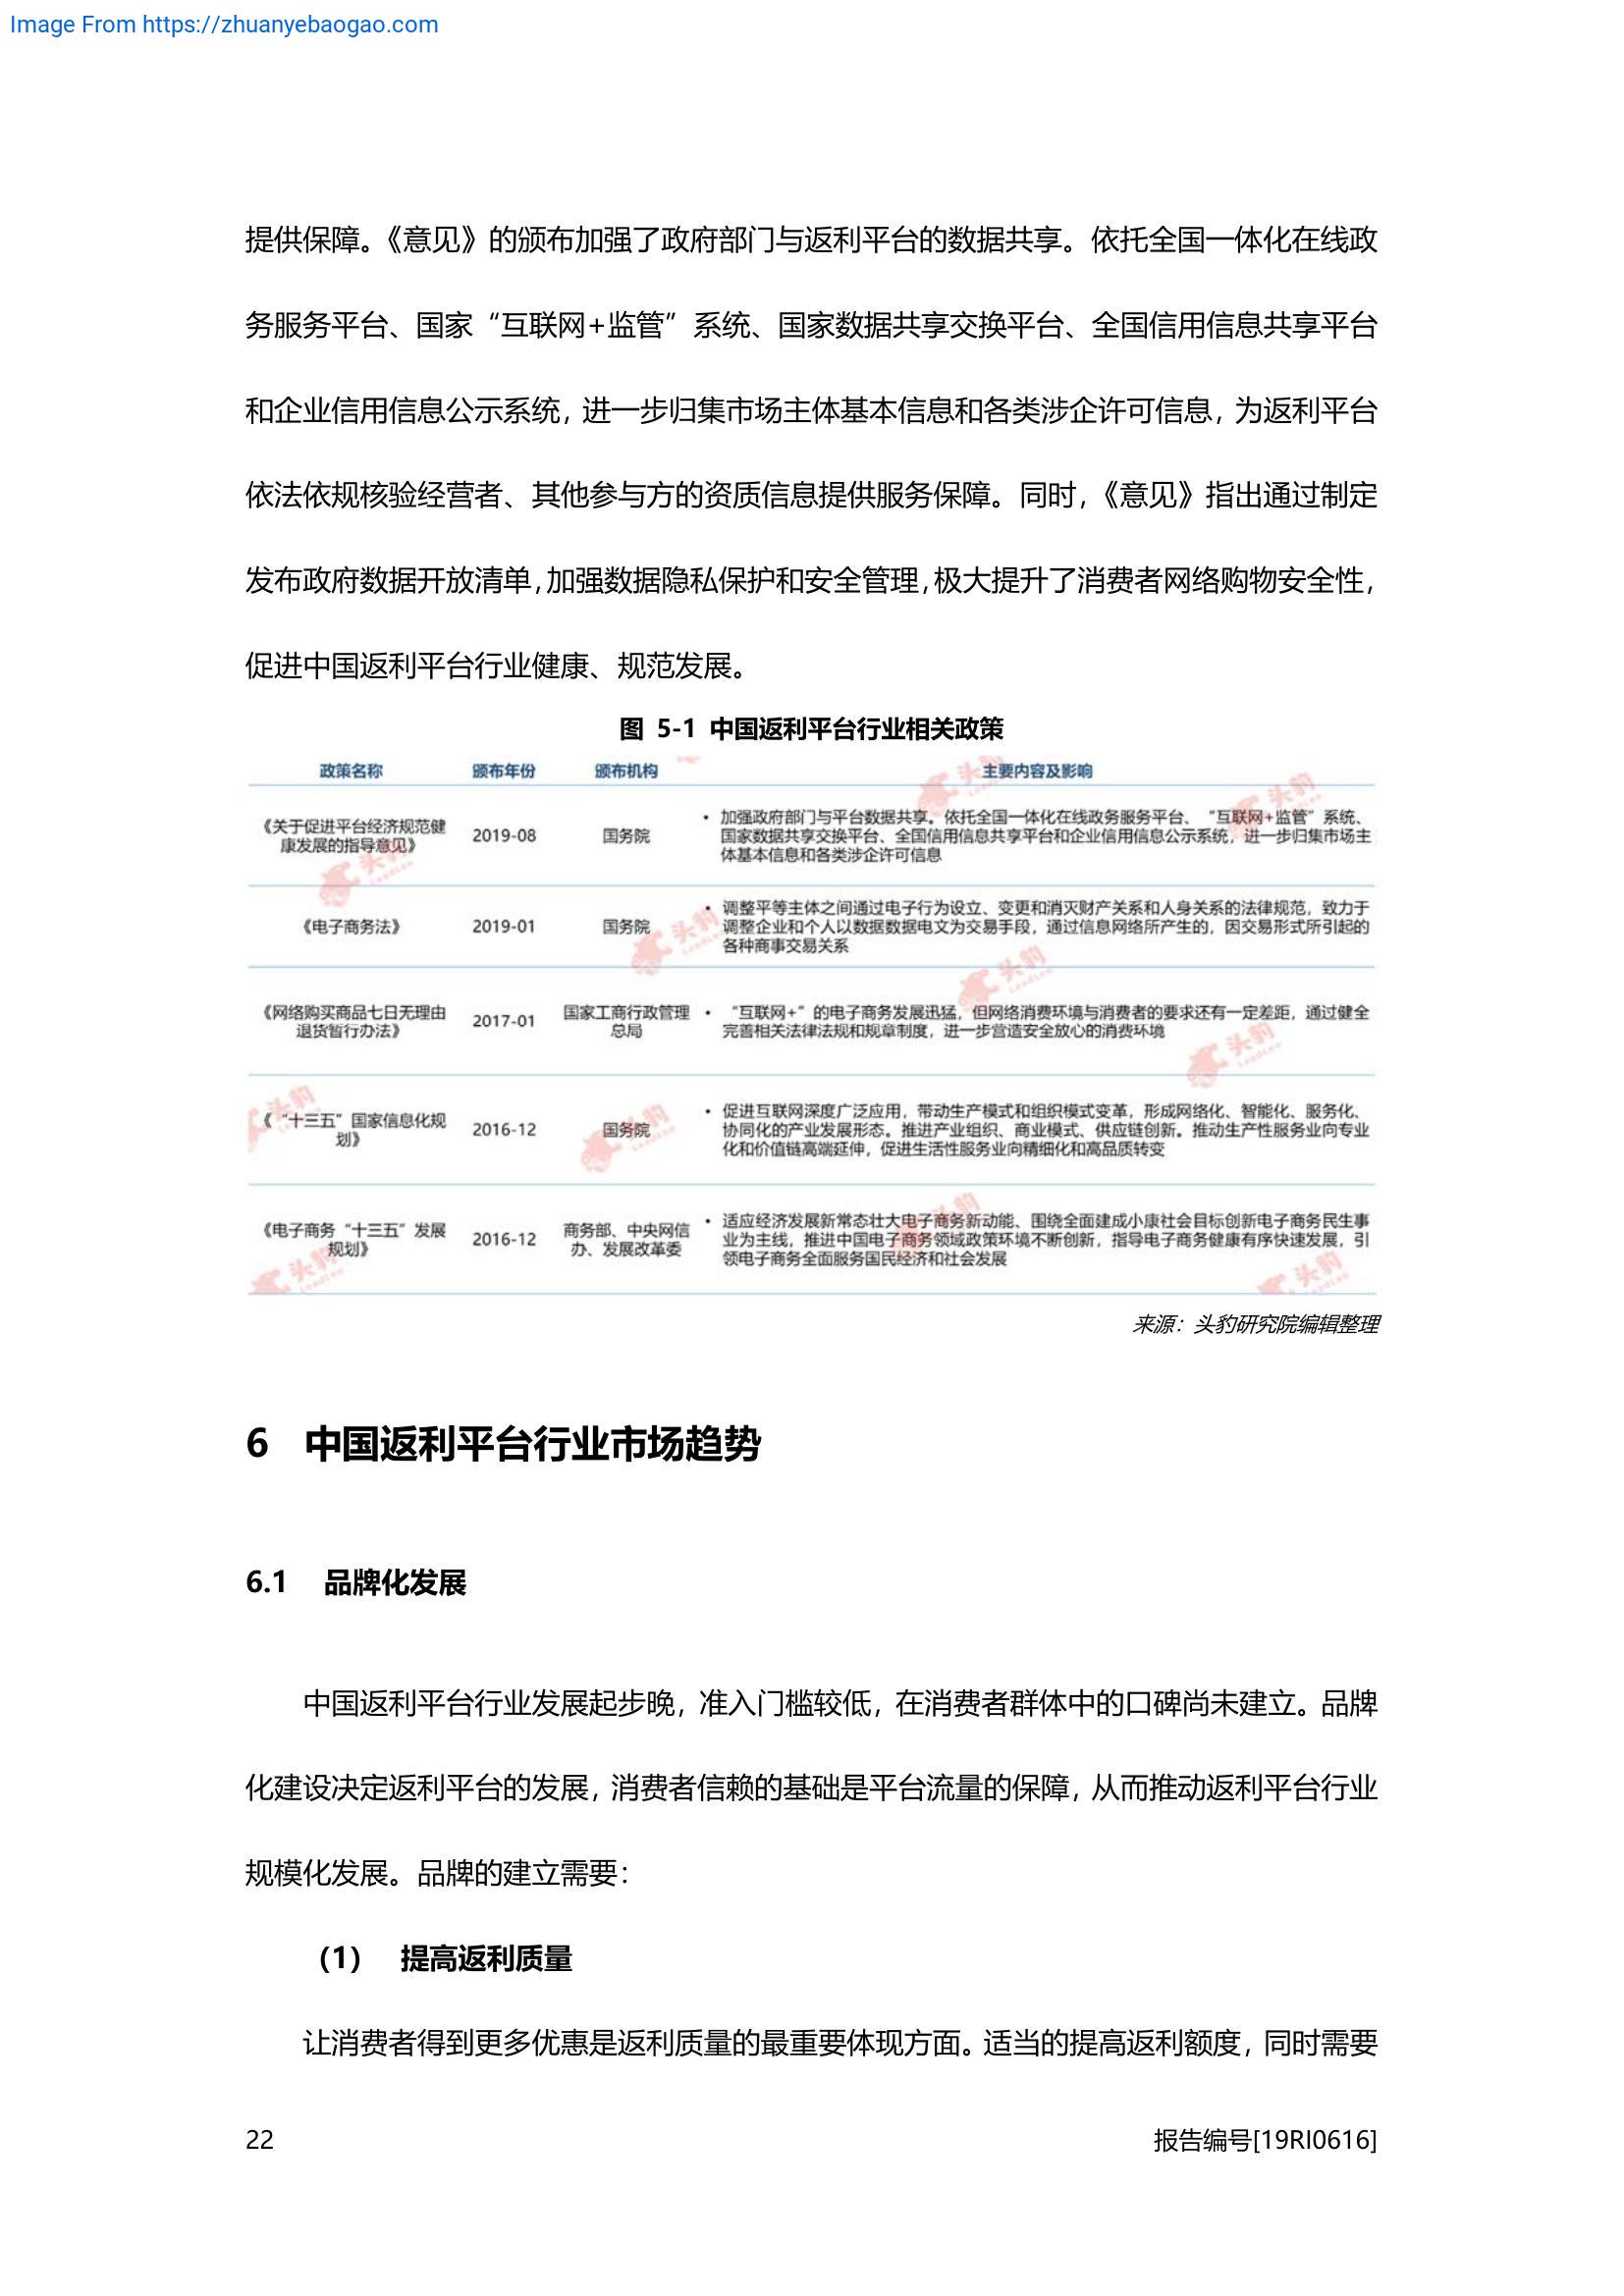 Image From https://zhuanyebaogao.com
提供保障。《意见》的颁布加强了政府部门与返利平台的数据共享。依托全国一体化在线政
务服务平台、国家“互联网+监管”系统、国家数据共享交换平台、全国信用信息共享平台
和企业信用信息公示系统，进一步归集市场主体基本信息和各类涉企许可信息，为返利平台
依法依规核验经营者、其他参与方的资质信息提供服务保障。同时，《意见》指出通过制定
发布政府数据开放清单，加强数据隐私保护和安全管理，极大提升了消费者网络购物安全性，
促进中国返利平台行业健康、规范发展。
图 5-1 中国返利平台行业相关政策
政策名称 颁布年份 颁布机构 主要内容及影响
《关于促进平台经济规范健
康发展的指导意见》
2019-08
国务院
• 加强政府部门与平台数据共享。依托全国一体化在线政务服务平台、“互联网+监管”系统、
国家数据共享交换平台、全国信用信息共享平台和企业信用信息公示系统，进一步归集市场主
体基本信息和各类涉企许可信息
《电子商务法》
2019-01
国务院
• 调整平等主体之间通过电子行为设立、变更和消灭财产关系和人身关系的法律规范，致力于
调整企业和个人以数据数据电文为交易手段，通过信息网络所产生的，因交易形式所引起的
各种商事交易关系
《网络购买商品七日无理由
退货暂行办法》
2017-01
国家工商行政管理
总局
• “互联网+”的电子商务发展迅猛，但网络消费环境与消费者的要求还有一定差距，通过健全
完善相关法律法规和规章制度，进一步营造安全放心的消费环境
《“十三五”国家信息化规
划》
2016-12
国务院
• 促进互联网深度广泛应用，带动生产模式和组织模式变革，形成网络化、智能化、服务化、
协同化的产业发展形态。推进产业组织、商业模式、供应链创新。推动生产性服务业向专业
化和价值链高端延伸，促进生活性服务业向精细化和高品质转变
《电子商务“十三五”发展
规划》
2016-12
商务部、中央网信
办、发展改革委
• 适应经济发展新常态壮大电子商务新动能、围绕全面建成小康社会目标创新电子商务民生事
业为主线，推进中国电子商务领域政策环境不断创新，指导电子商务健康有序快速发展，引
领电子商务全面服务国民经济和社会发展
来源：头豹研究院编辑整理
6 中国返利平台行业市场趋势
6.1 品牌化发展
中国返利平台行业发展起步晚，准入门槛较低，在消费者群体中的口碑尚未建立。品牌
化建设决定返利平台的发展，消费者信赖的基础是平台流量的保障，从而推动返利平台行业
规模化发展。品牌的建立需要：
（1） 提高返利质量
让消费者得到更多优惠是返利质量的最重要体现方面。适当的提高返利额度，同时需要
22 报告编号[19RI0616]